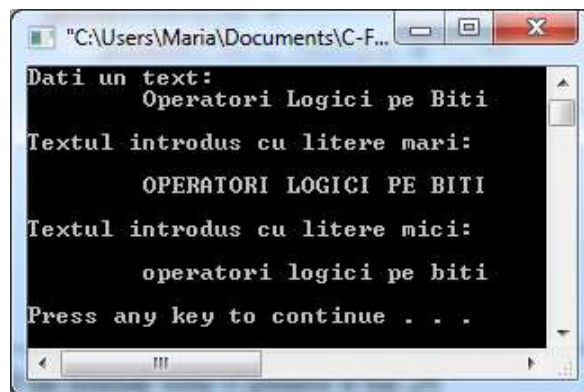 "C:\Users\Maria\Documents\C-F...
Dati un text:
Operatori Logici pe Biti
Textul introdus cu litere mari:
OPERATORI LOGICI PE BITI
Textul introdus cu litere mici:
operatori logici pe biti
Press any key to continue . . .